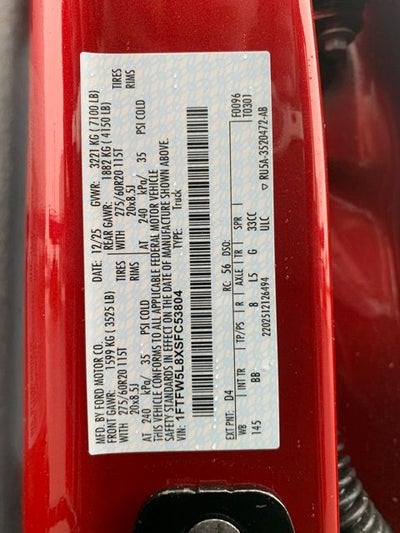 MFD. BY FORD MOTOR CO.
DATE: 12/25 GVWR: 3221 KG ( 7100 LB)
FRONT GAWR: 1599 KG ( 3525 LB) REAR GAWR: 1882 KG ( 4150 LB)
WITH 275/60R20 115T TIRES WITH 275/60R20 115T TIRES
20x8.5J RIMS 20x8.5J RIMS
AT 240 kPa/ 35 PSI COLD AT 240 kPa/ 35 PSI COLD
THIS VEHICLE CONFORMS TO ALL APPLICABLE FEDERAL MOTOR VEHICLE
SAFETY STANDARDS IN EFFECT ON THE DATE OF MANUFACTURE SHOWN ABOVE.
VIN: 1FTFW5L8XSFC53804 TYPE: Truck
F0096
T0301
EXT PNT: D4 RC: 56 DSO:
WB INT TR TP/PS R AXLE TR SPR
145 BB 8 L5 G 33CC
ULC
2202512126494 ▽ RU5A-3520472-AB